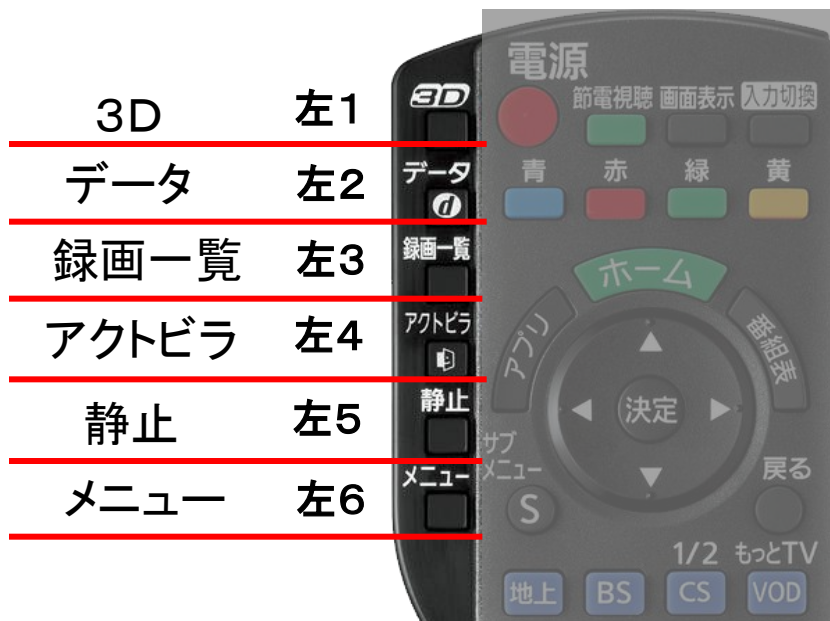 3D 左1
データ 左2
録画一覧 左3
アクトビラ 左4
静止 左5
メニュー 左6
3D
データ
d
録画一覧
アクトビラ
静止
メニュー
電源
節電視聴 画面表示 入力切換
青 赤 緑 黄
ホーム
アプリ
番組表
決定
サブ
メニュー
戻る
S
1/2 もっとTV
地上 BS CS VOD